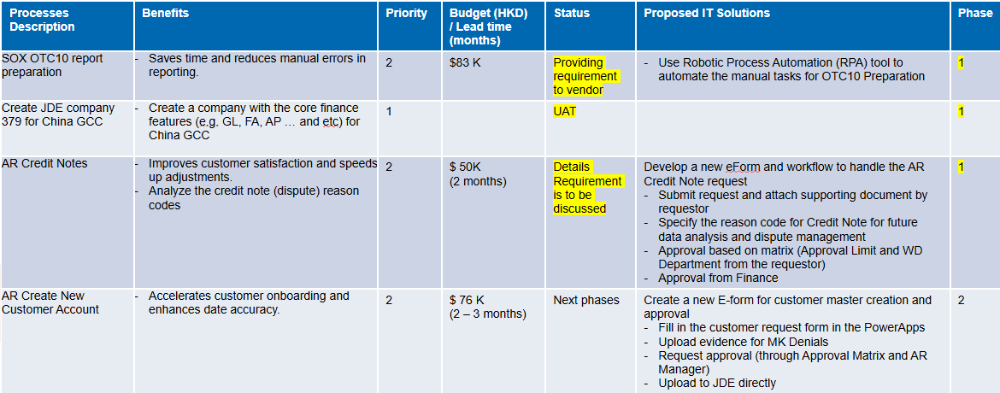 Processes
Description
Benefits
Priority
Budget (HKD)
/ Lead time
(months)
Status
Proposed IT Solutions
Phase
SOX OTC10 report
preparation
- Saves time and reduces manual errors in
reporting.
2
$83 K
Providing
requirement
to vendor
- Use Robotic Process Automation (RPA) tool to
automate the manual tasks for OTC10 Preparation
1
Create JDE company
379 for China GCC
- Create a company with the core finance
features (e.g. GL, FA, AP … and etc) for
China GCC
1
UAT
1
AR Credit Notes
- Improves customer satisfaction and speeds
up adjustments.
- Analyze the credit note (dispute) reason
codes
2
$ 50K
(2 months)
Details
Requirement
is to be
discussed
Develop a new eForm and workflow to handle the AR
Credit Note request
- Submit request and attach supporting document by
requestor
- Specify the reason code for Credit Note for future
data analysis and dispute management
- Approval based on matrix (Approval Limit and WD
Department from the requestor)
- Approval from Finance
1
AR Create New
Customer Account
- Accelerates customer onboarding and
enhances date accuracy.
2
$ 76 K
(2 – 3 months)
Next phases
Create a new E-form for customer master creation and
approval
- Fill in the customer request form in the PowerApps
- Upload evidence for MK Denials
- Request approval (through Approval Matrix and AR
Manager)
- Upload to JDE directly
2